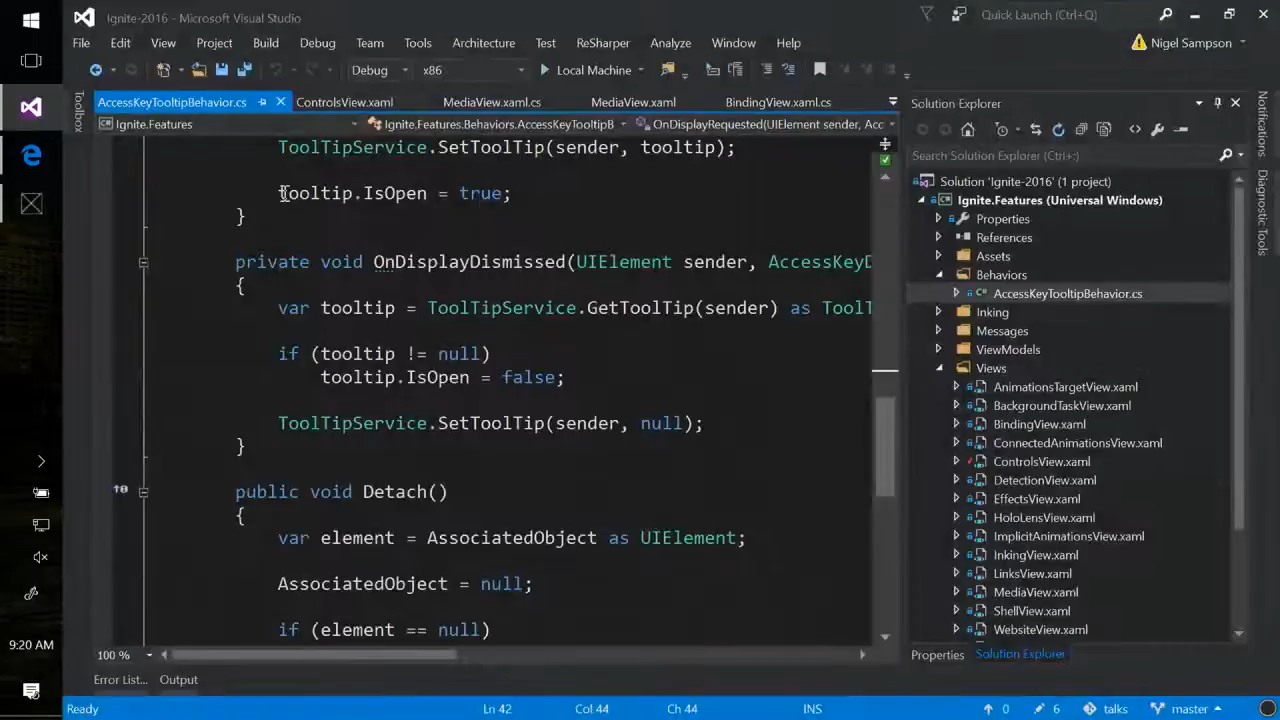 Ignite-2016 - Microsoft Visual Studio
Quick Launch (Ctrl+Q)
File Edit View Project Build Debug Team Tools Architecture Test ReSharper Analyze Window Help
Nigel Sampson
Debug x86 Local Machine
Toolbox
AccessKeyTooltipBehavior.cs ControlsView.xaml MediaView.xaml.cs MediaView.xaml BindingView.xaml.cs
Ignite.Features Ignite.Features.Behaviors.AccessKeyTooltipB OnDisplayRequested(UIElement sender, Acc
ToolTipService.SetToolTip(sender, tooltip);
tooltip.IsOpen = true;
}
private void OnDisplayDismissed(UIElement sender, AccessKeyD
{
var tooltip = ToolTipService.GetToolTip(sender) as ToolT
if (tooltip != null)
tooltip.IsOpen = false;
ToolTipService.SetToolTip(sender, null);
}
public void Detach()
{
var element = AssociatedObject as UIElement;
AssociatedObject = null;
if (element == null)
100 %
Error List... Output
Solution Explorer
Search Solution Explorer (Ctrl+;)
Solution 'Ignite-2016' (1 project)
Ignite.Features (Universal Windows)
Properties
References
Assets
Behaviors
AccessKeyTooltipBehavior.cs
Inking
Messages
ViewModels
Views
AnimationsTargetView.xaml
BackgroundTaskView.xaml
BindingView.xaml
ConnectedAnimationsView.xaml
ControlsView.xaml
DetectionView.xaml
EffectsView.xaml
HoloLensView.xaml
ImplicitAnimationsView.xaml
InkingView.xaml
LinksView.xaml
MediaView.xaml
ShellView.xaml
WebsiteView.xaml
Properties Solution Explorer
Notifications
Diagnostic Tools
9:20 AM
Ready Ln 42 Col 44 Ch 44 INS 0 6 talks master